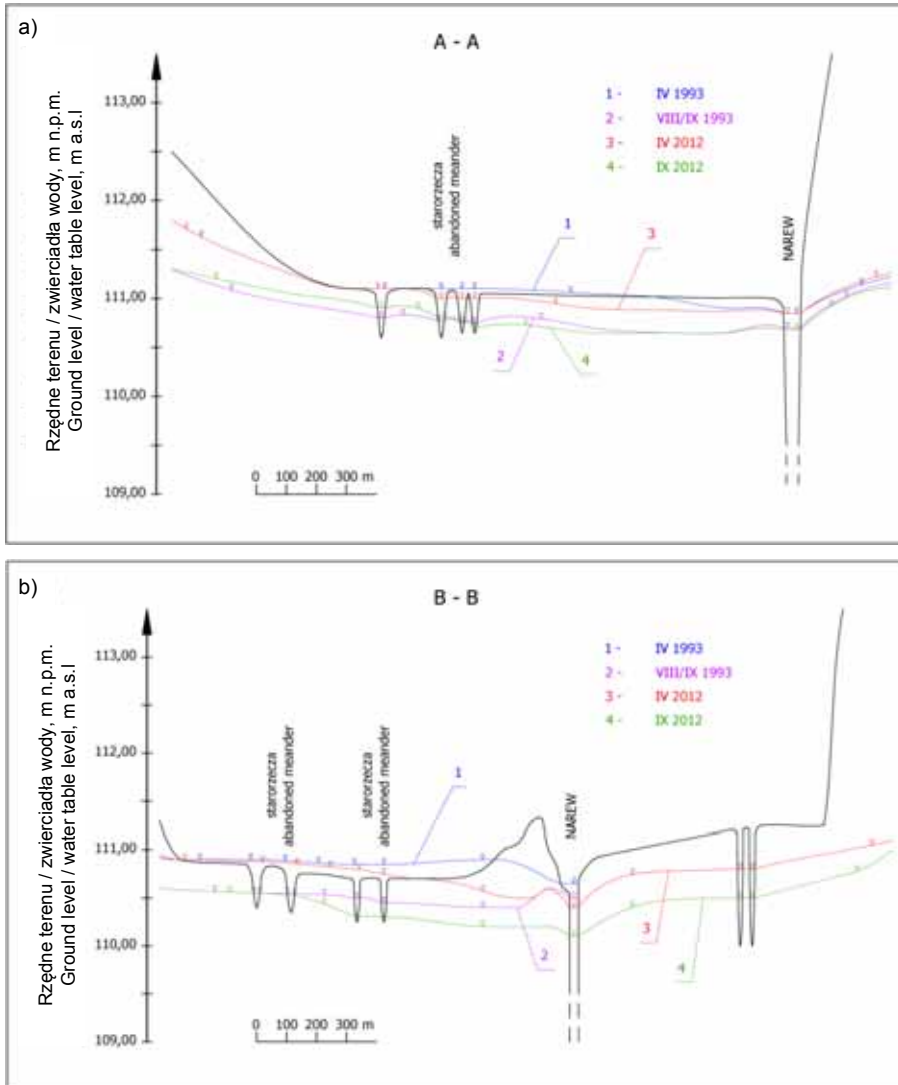 a)
A - A
Rzędne terenu / zwierciadła wody, m n.p.m.
Ground level / water table level, m a.s.l
113,00
112,00
111,00
110,00
109,00
1 - IV 1993
2 - VIII/IX 1993
3 - IV 2012
4 - IX 2012
starorzecza
abandoned meander
NAREW
1
3
2
4
0 100 200 300 m
b)
B - B
Rzędne terenu / zwierciadła wody, m n.p.m.
Ground level / water table level, m a.s.l
113,00
112,00
111,00
110,00
109,00
1 - IV 1993
2 - VIII/IX 1993
3 - IV 2012
4 - IX 2012
starorzecza
abandoned meander
starorzecza
abandoned meander
NAREW
1
2
3
4
0 100 200 300 m